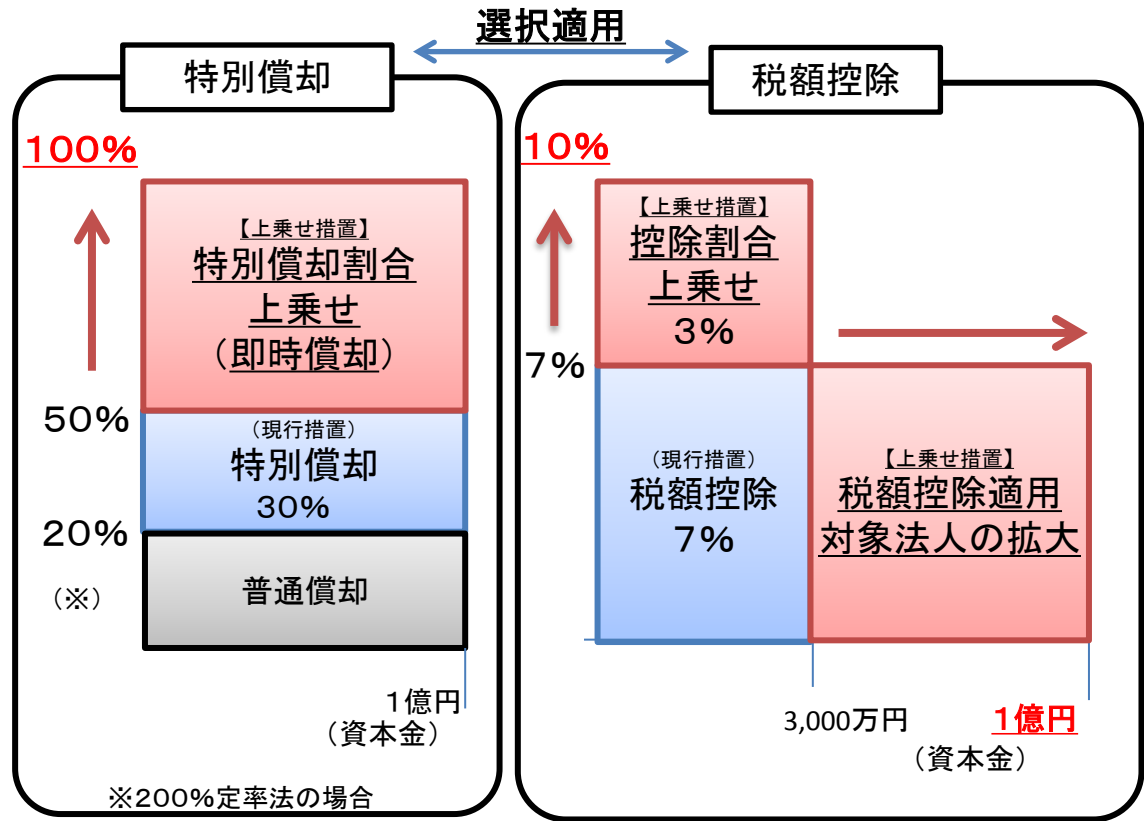 選択適用
特別償却
100%
【上乗せ措置】
特別償却割合
上乗せ
(即時償却)
50%
(現行措置)
特別償却
30%
20%
(※)
普通償却
1億円
(資本金)
※200%定率法の場合
税額控除
10%
【上乗せ措置】
控除割合
上乗せ
3%
7%
(現行措置)
税額控除
7%
【上乗せ措置】
税額控除適用
対象法人の拡大
3,000万円
1億円
(資本金)